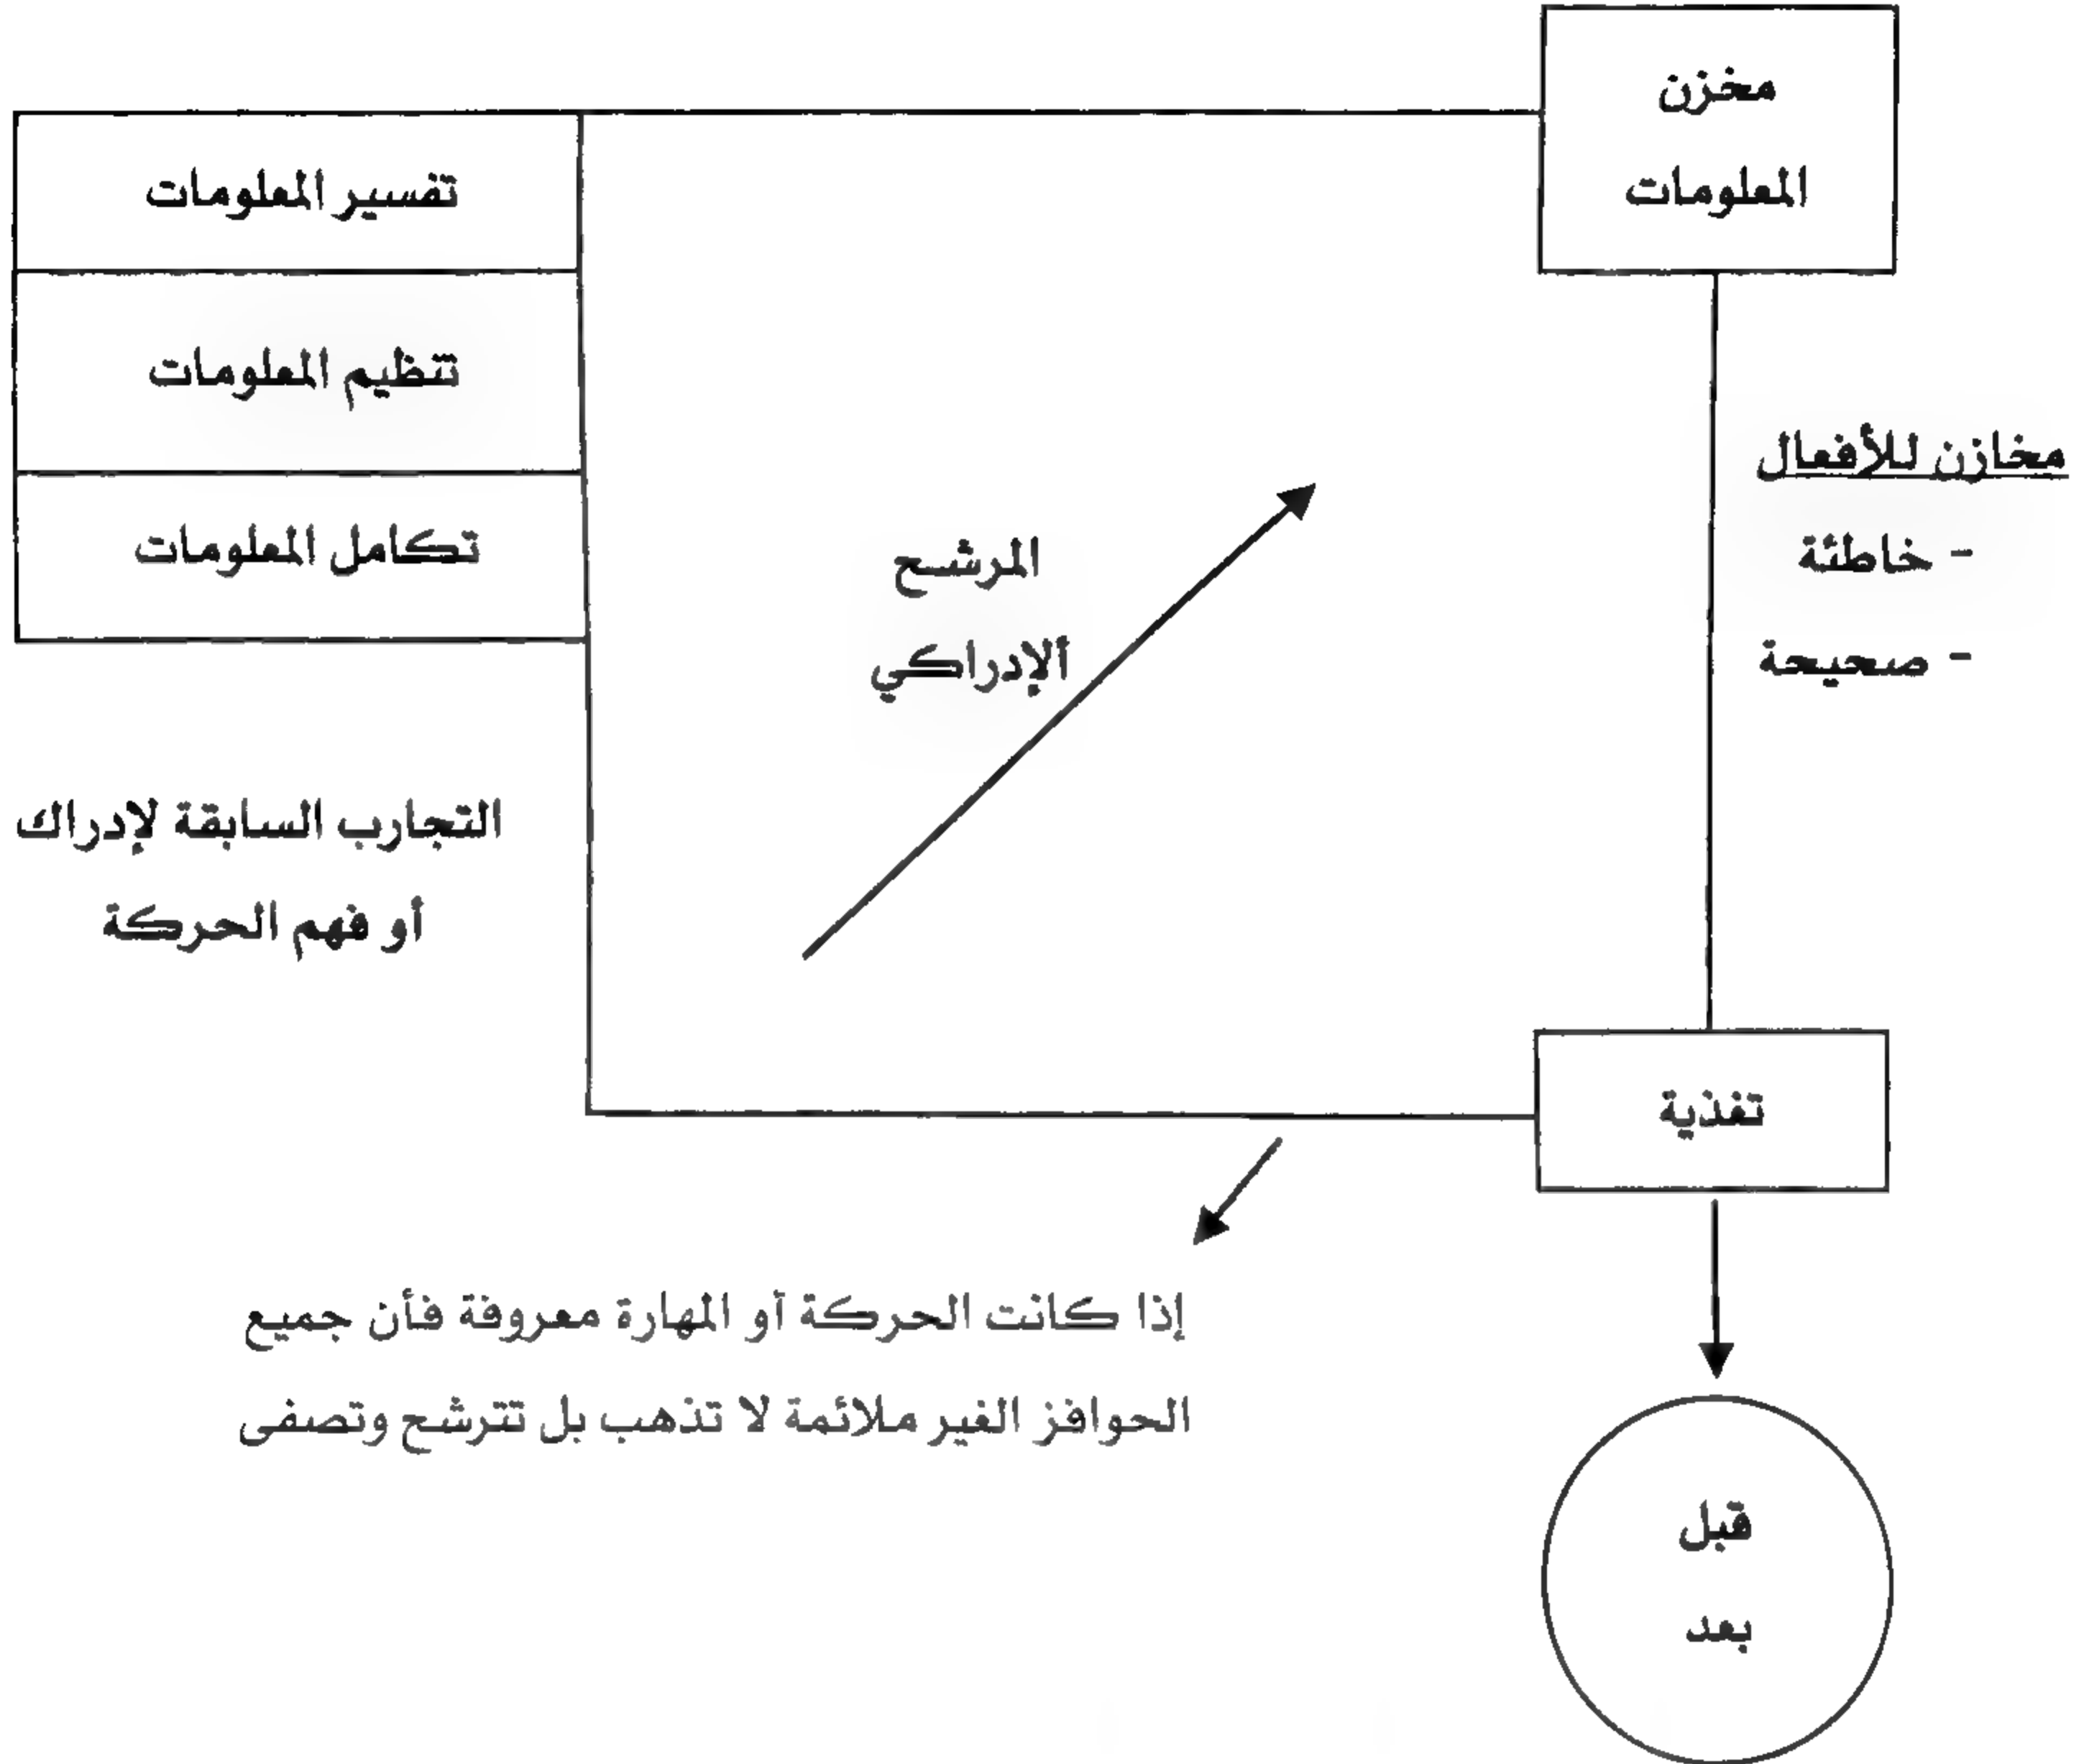 مخزن
المعلومات
تفسير المعلومات
تنظيم المعلومات
تكامل المعلومات
مخازن للأفعال
- خاطئة
- صحيحة
المرشح
الإدراكي
التجارب السابقة لإدراك
أو فهم الحركة
تغذية
إذا كانت الحركة أو المهارة معروفة فأن جميع
الحوافز الغير ملائمة لا تذهب بل تترشح وتصفى
قبل
بعد